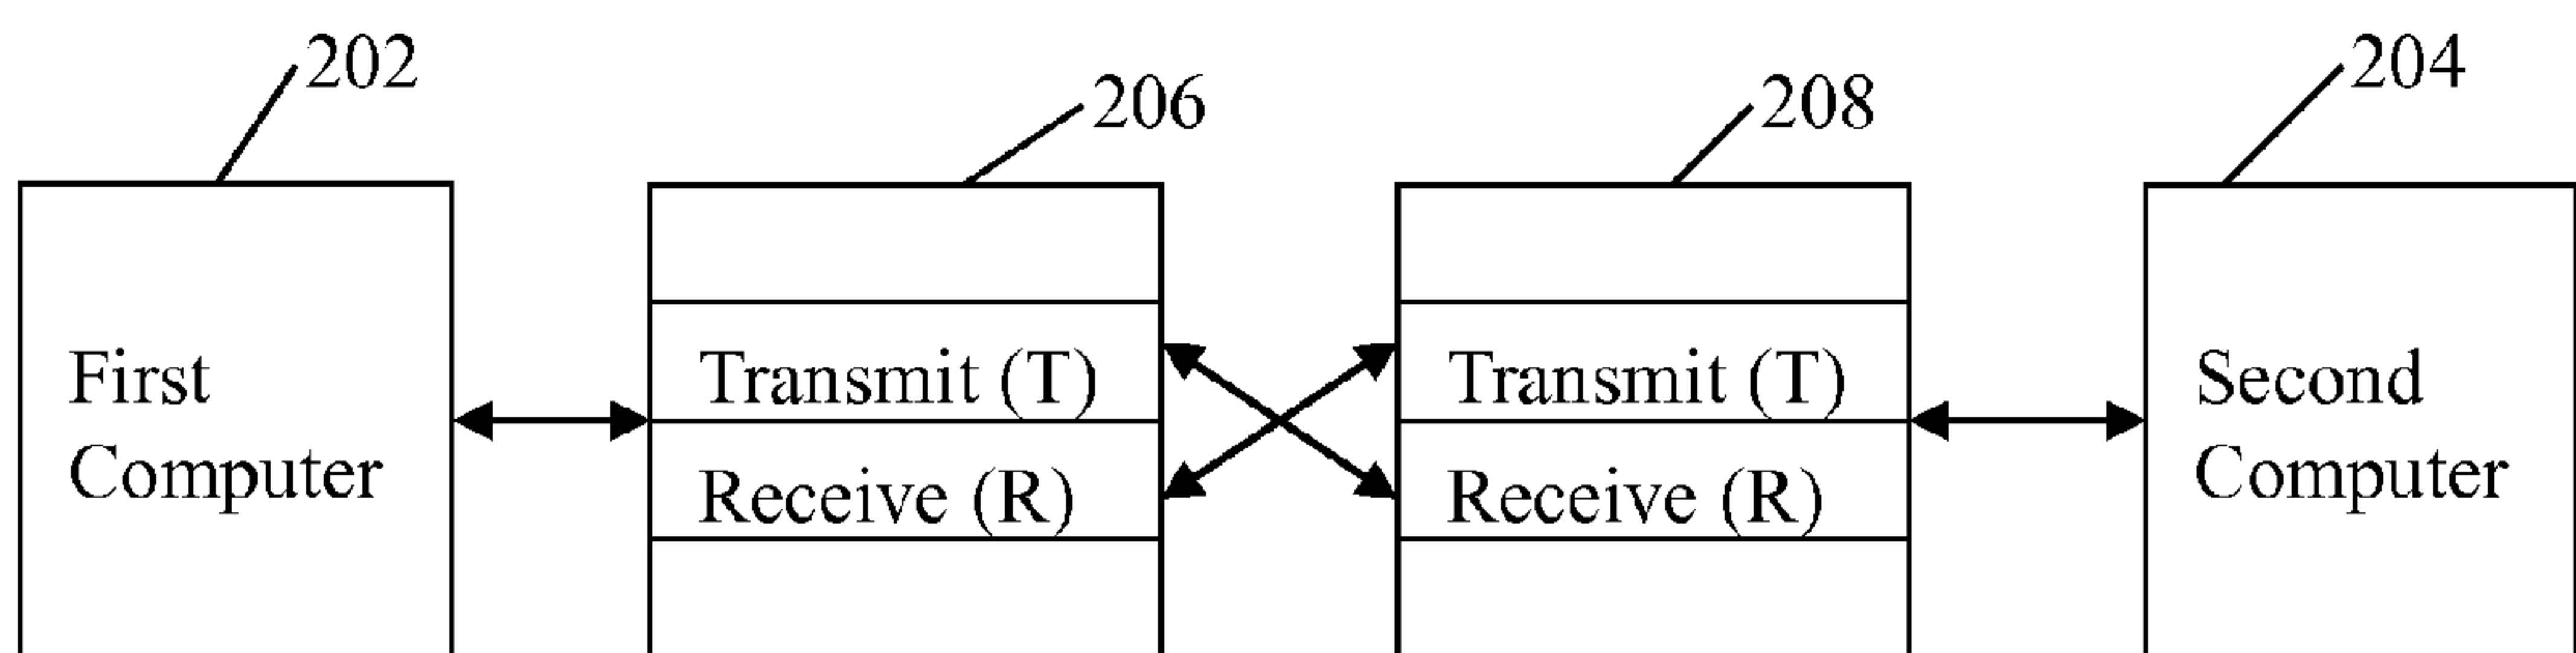 202
206
208
204
First
Computer
Transmit (T)
Receive (R)
Transmit (T)
Receive (R)
Second
Computer